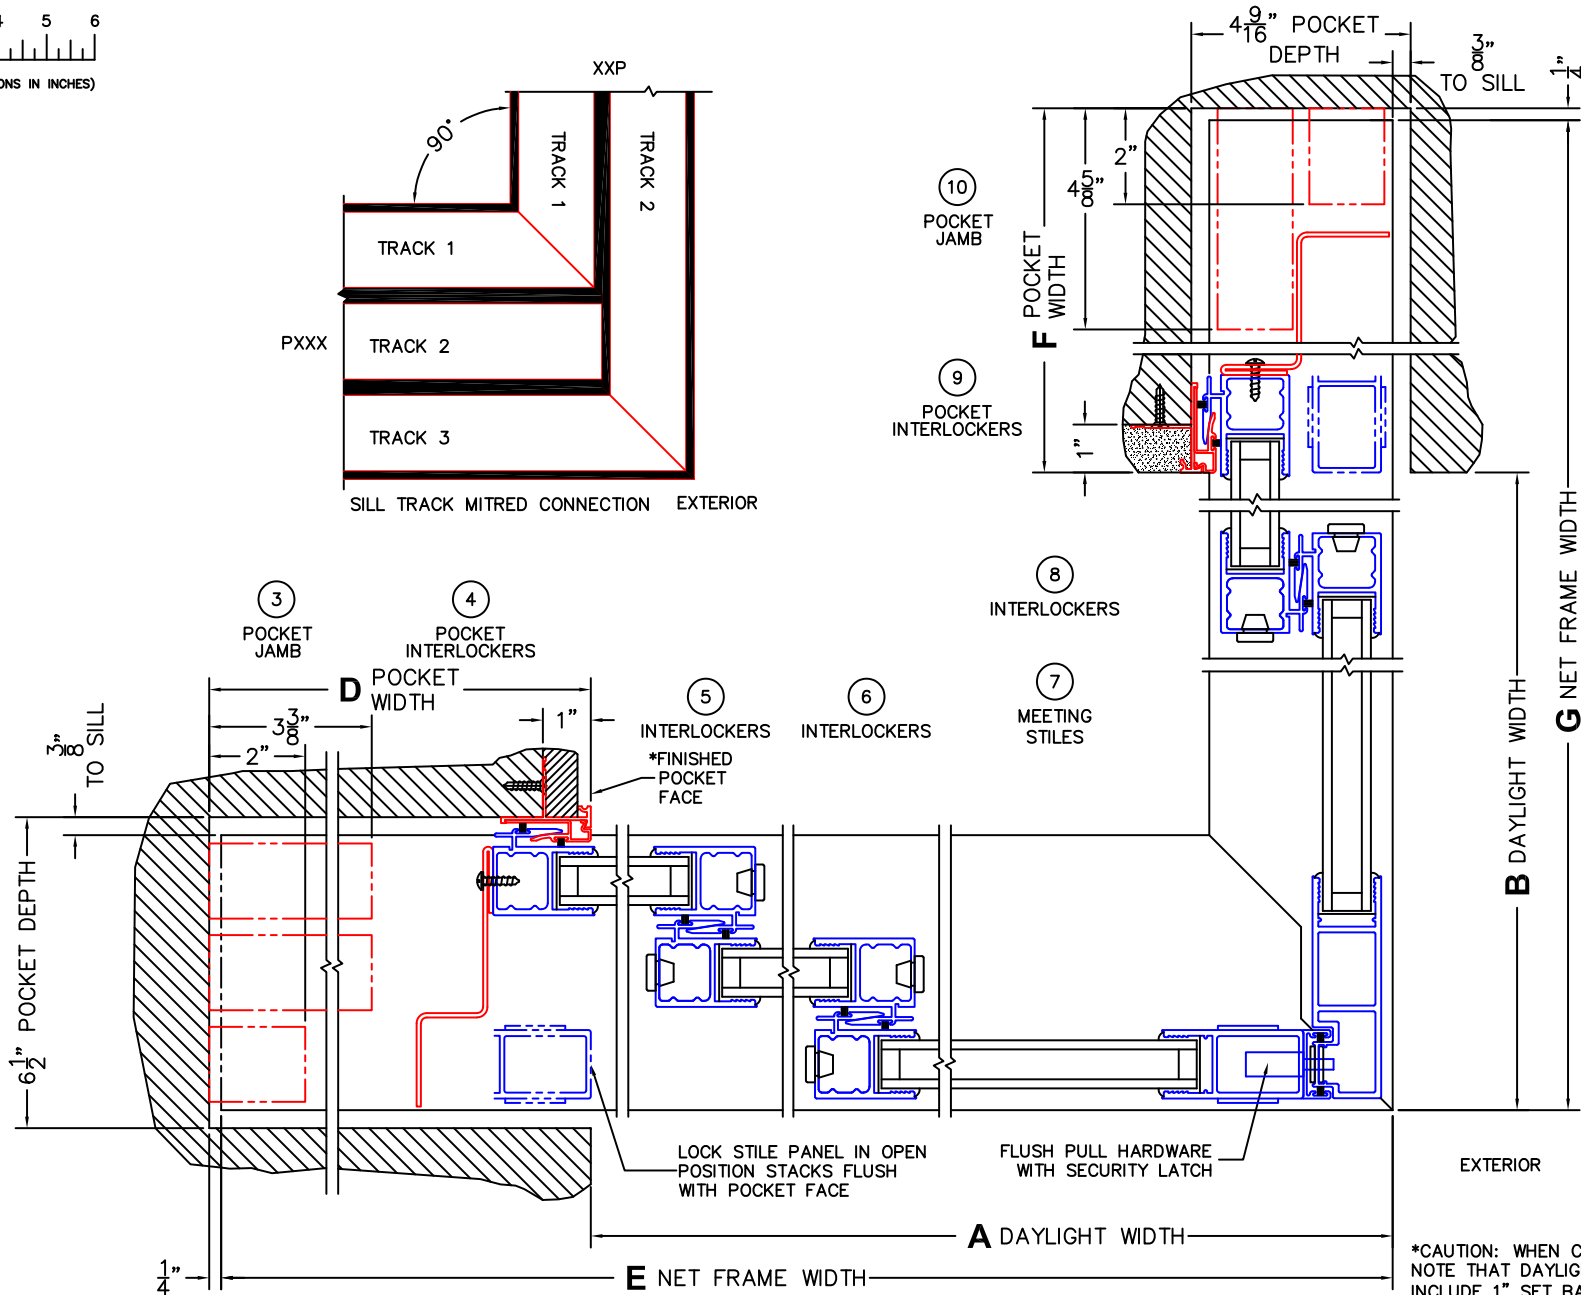 4 5 6
ONS IN INCHES)
XXP
90°
TRACK 1
TRACK 2
TRACK 1
PXXX
TRACK 2
TRACK 3
SILL TRACK MITRED CONNECTION EXTERIOR
4 9/16" POCKET
DEPTH
3/8"
TO SILL
1/4
2"
4 5/8"
10
POCKET
JAMB
F POCKET
WIDTH
9
POCKET
INTERLOCKERS
1"
8
INTERLOCKERS
7
MEETING
STILES
G NET FRAME WIDTH
B DAYLIGHT WIDTH
3
POCKET
JAMB
4
POCKET
INTERLOCKERS
D POCKET
WIDTH
3 3/8"
2"
1"
3/8"
TO SILL
5
INTERLOCKERS
6
INTERLOCKERS
*FINISHED
POCKET
FACE
6 1/2" POCKET DEPTH
LOCK STILE PANEL IN OPEN
POSITION STACKS FLUSH
WITH POCKET FACE
FLUSH PULL HARDWARE
WITH SECURITY LATCH
EXTERIOR
A DAYLIGHT WIDTH
1/4"
E NET FRAME WIDTH
*CAUTION: WHEN C
NOTE THAT DAYLIG
INCLUDE 1" SET BA